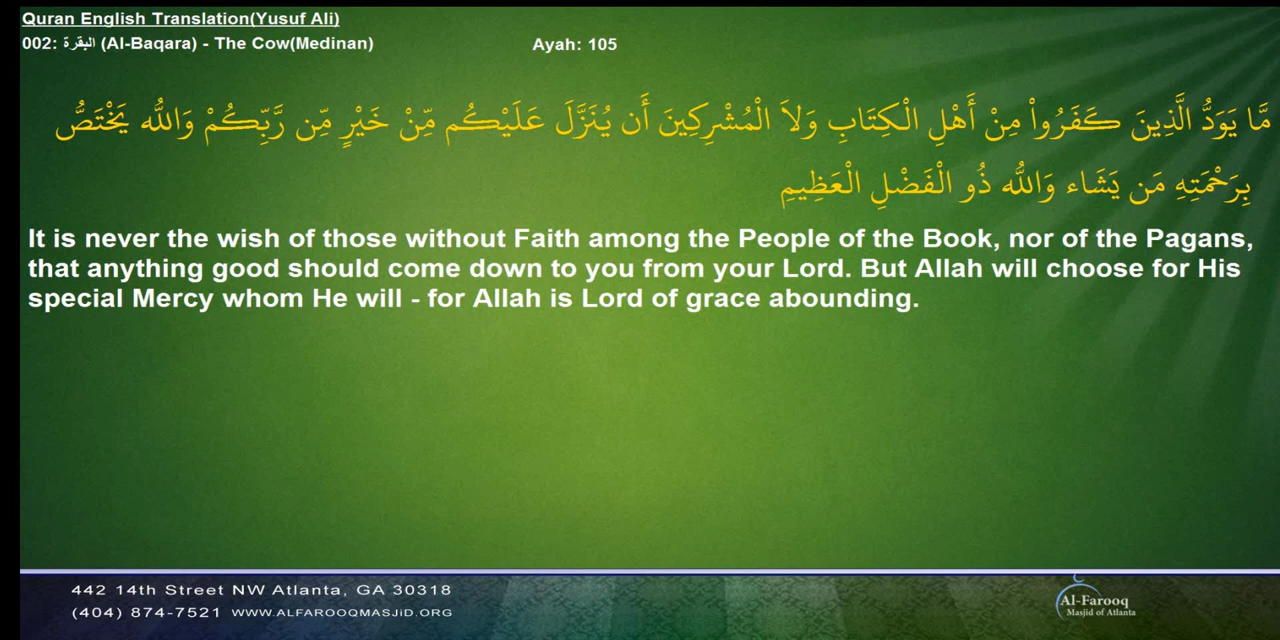 Quran English Translation(Yusuf Ali)
002: البقرة (Al-Baqara) - The Cow(Medinan)
Ayah: 105
مَّا يَوَدُّ الَّذِينَ كَفَرُواْ مِنْ أَهْلِ الْكِتَابِ وَلاَ الْمُشْرِكِينَ أَن يُنَزَّلَ عَلَيْكُم مِّنْ خَيْرٍ مِّن رَّبِّكُمْ وَاللّه يَخْتَصُّ
بِرَحْمَتِهِ مَن يَشَاء وَاللّه ذُو الْفَضْلِ الْعَظِيمِ
It is never the wish of those without Faith among the People of the Book, nor of the Pagans,
that anything good should come down to you from your Lord. But Allah will choose for His
special Mercy whom He will - for Allah is Lord of grace abounding.
442 14th Street NW Atlanta, GA 30318
(404) 874-7521 WWW.ALFAROOQMASJiD.ORG
Al-Farooq
Masjid of Atlanta